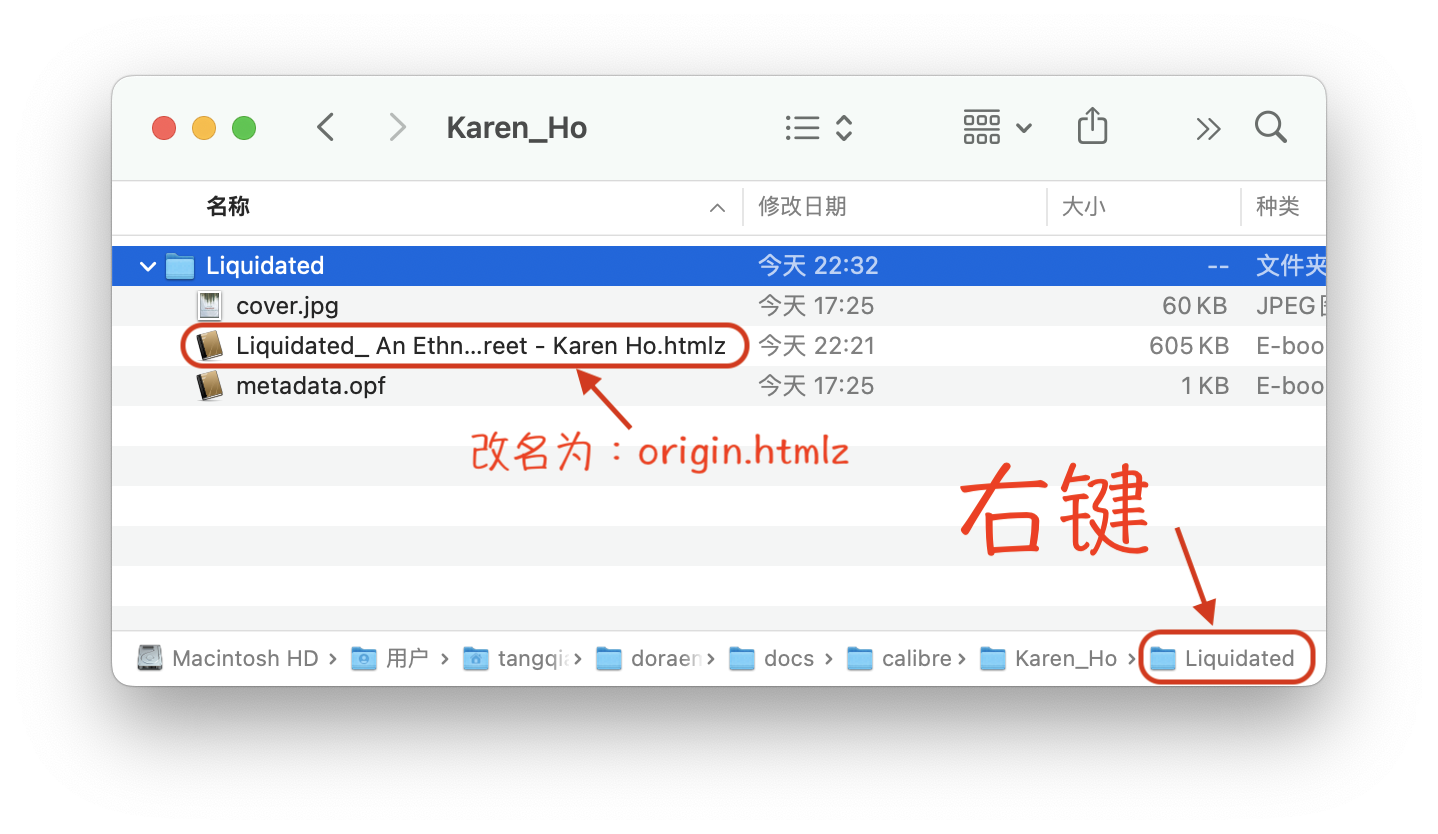 Karen_Ho
名称 修改日期 大小 种类
Liquidated 今天 22:32 -- 文件夹
cover.jpg 今天 17:25 60 KB JPEG
Liquidated_ An Ethn...reet - Karen Ho.htmlz 今天 22:21 605 KB E-boo
metadata.opf 今天 17:25 1 KB E-boo
改名为：origin.htmlz
右键
Macintosh HD › 用户 › tangqia › doraen › docs › calibre › Karen_Ho › Liquidated